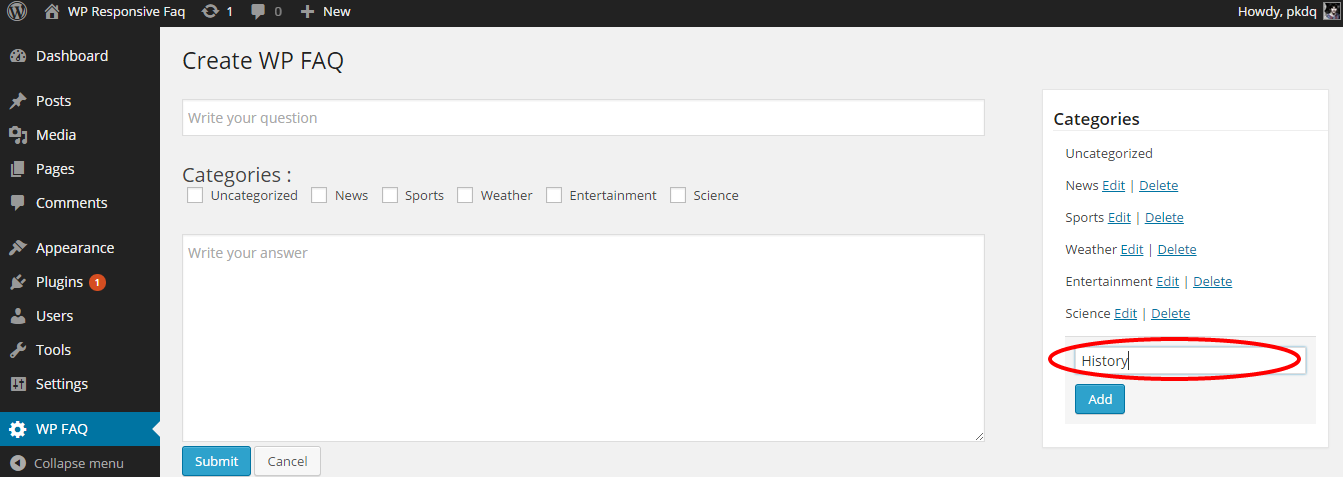 WP Responsive Faq 1 0 New Howdy, pkdq
Dashboard
Posts
Media
Pages
Comments
Appearance
Plugins 1
Users
Tools
Settings
WP FAQ
Collapse menu
Create WP FAQ
Write your question
Categories :
Uncategorized News Sports Weather Entertainment Science
Write your answer
Submit Cancel
Categories
Uncategorized
News Edit | Delete
Sports Edit | Delete
Weather Edit | Delete
Entertainment Edit | Delete
Science Edit | Delete
History
Add